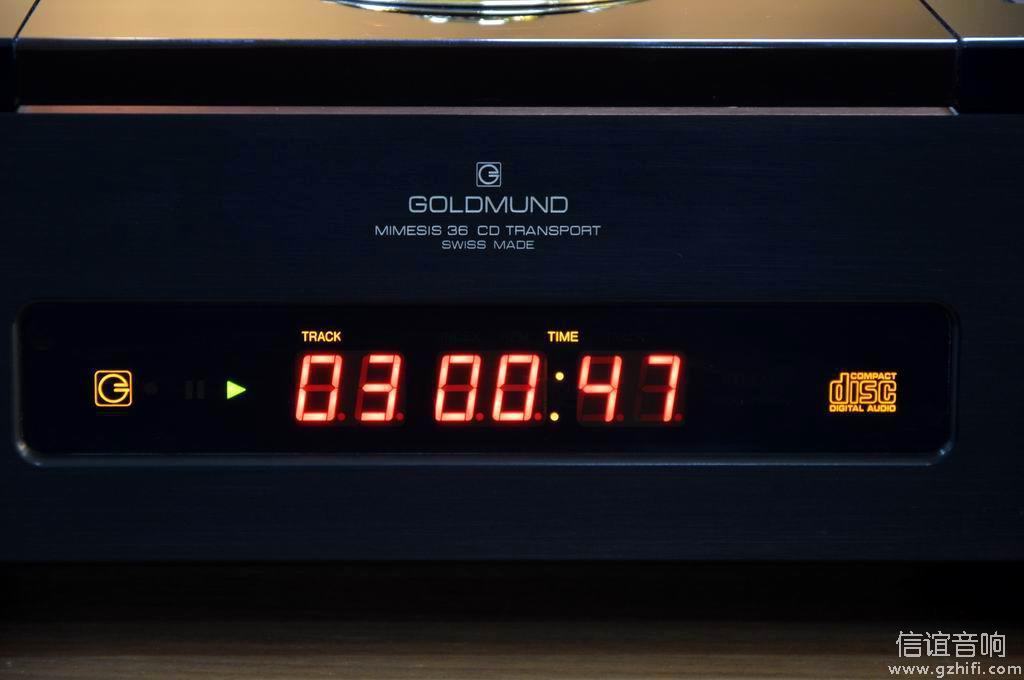 GOLDMUND
MIMESIS 36 CD TRANSPORT
SWISS MADE
TRACK TIME
03 00:47
COMPACT
disc
DIGITAL AUDIO
信谊音响
www.gzhifi.com